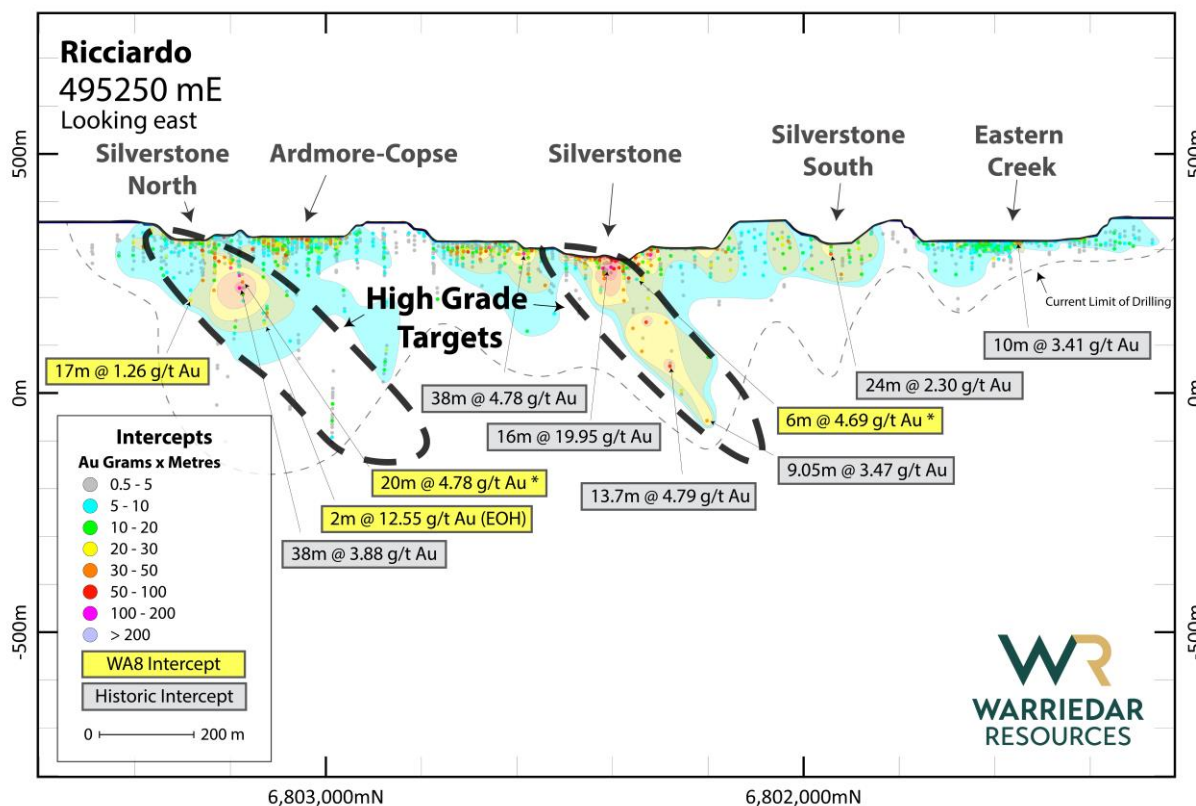 Ricciardo
495250 mE
Looking east
Silverstone
North
Ardmore-Copse
Silverstone
Silverstone
South
Eastern
Creek
500m
500m
0m
0m
-500m
-500m
High Grade
Targets
Current Limit of Drilling
17m @ 1.26 g/t Au
38m @ 4.78 g/t Au
16m @ 19.95 g/t Au
10m @ 3.41 g/t Au
24m @ 2.30 g/t Au
6m @ 4.69 g/t Au *
9.05m @ 3.47 g/t Au
13.7m @ 4.79 g/t Au
20m @ 4.78 g/t Au *
2m @ 12.55 g/t Au (EOH)
38m @ 3.88 g/t Au
Intercepts
Au Grams x Metres
0.5 - 5
5 - 10
10 - 20
20 - 30
30 - 50
50 - 100
100 - 200
> 200
WA8 Intercept
Historic Intercept
0 200 m
WR
WARRIEDAR
RESOURCES
6,803,000mN
6,802,000mN